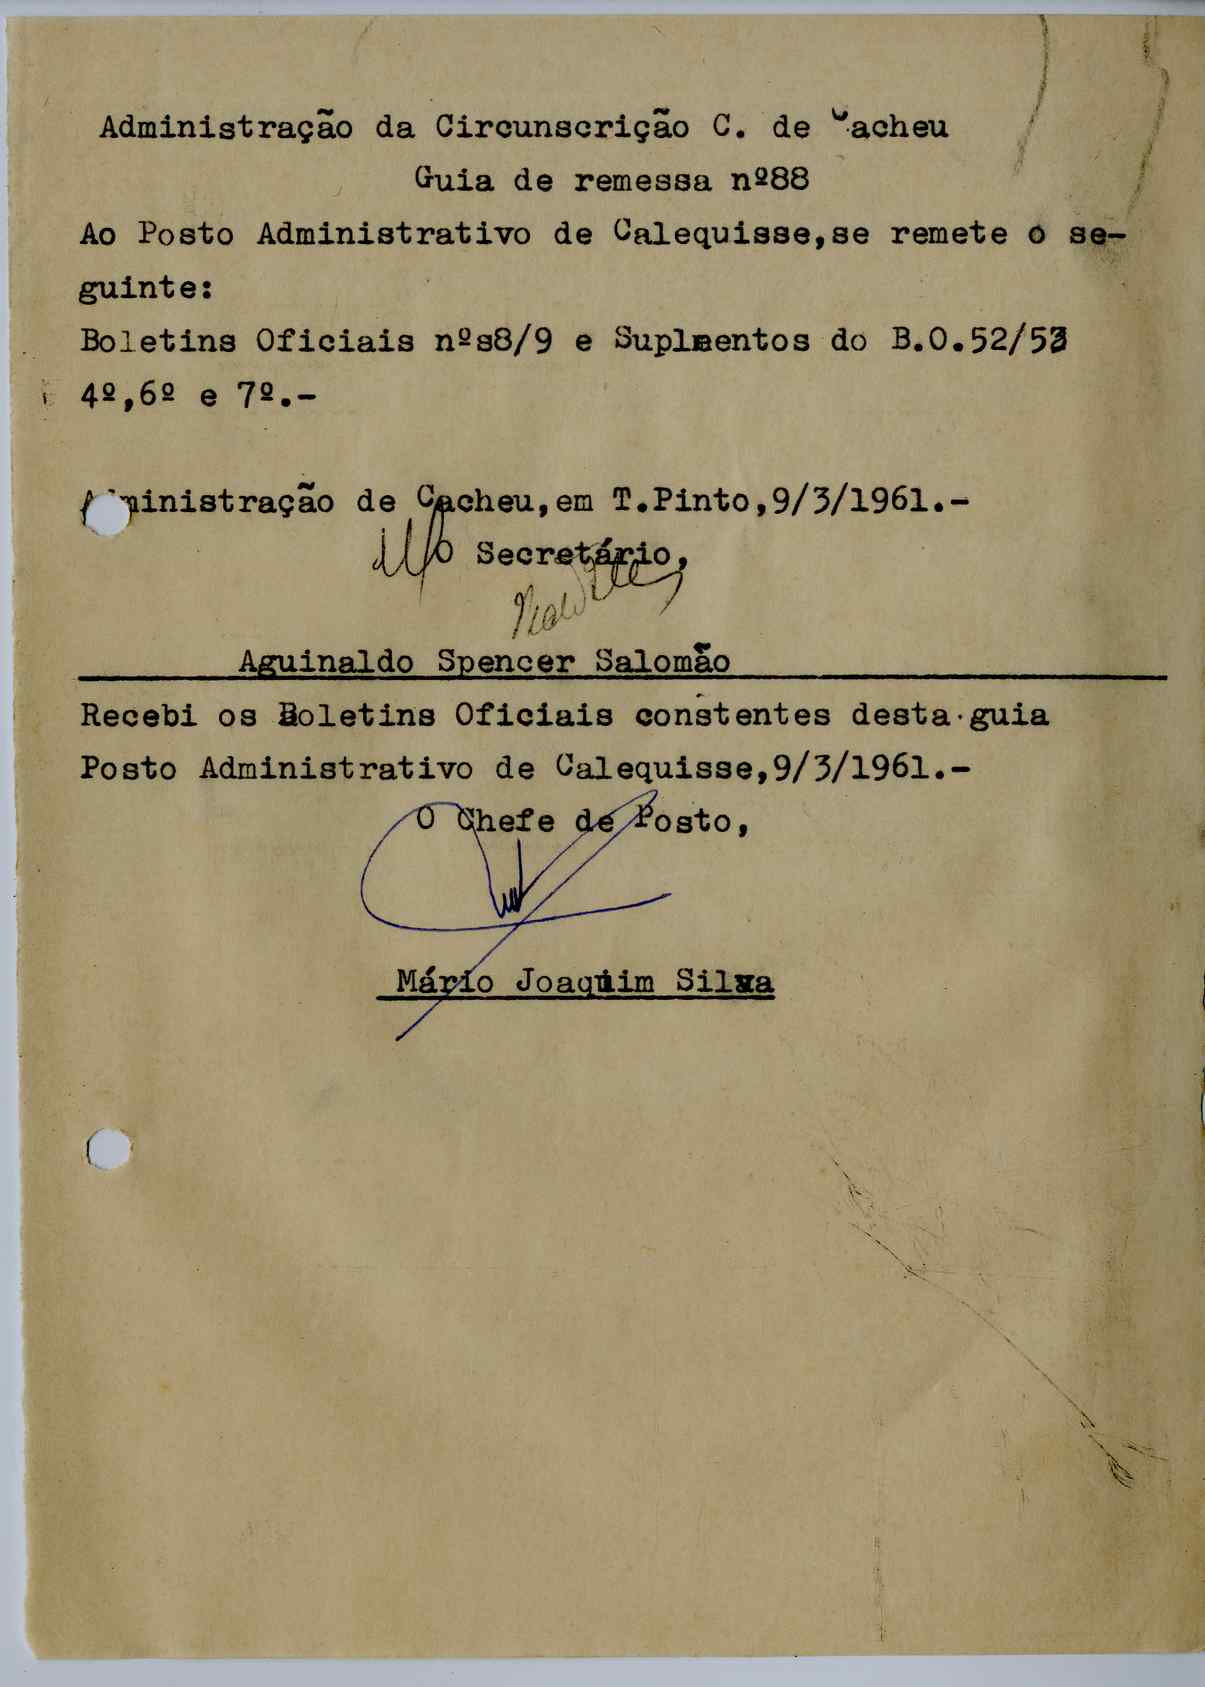 Administração da Circunscrição C. de Cacheu
Guia de remessa nº88
Ao Posto Administrativo de Calequisse,se remete o se-
guinte:
Boletins Oficiais nºs8/9 e Suplmentos do B.O.52/53
4º,6º e 7º.-
Administração de Cacheu,em T.Pinto,9/3/1961.-
O Secretário,
Aguinaldo Spencer Salomão
Recebi os Boletins Oficiais constentes desta guia
Posto Administrativo de Calequisse,9/3/1961.-
O Chefe de Posto,
Mário Joaquim Silva